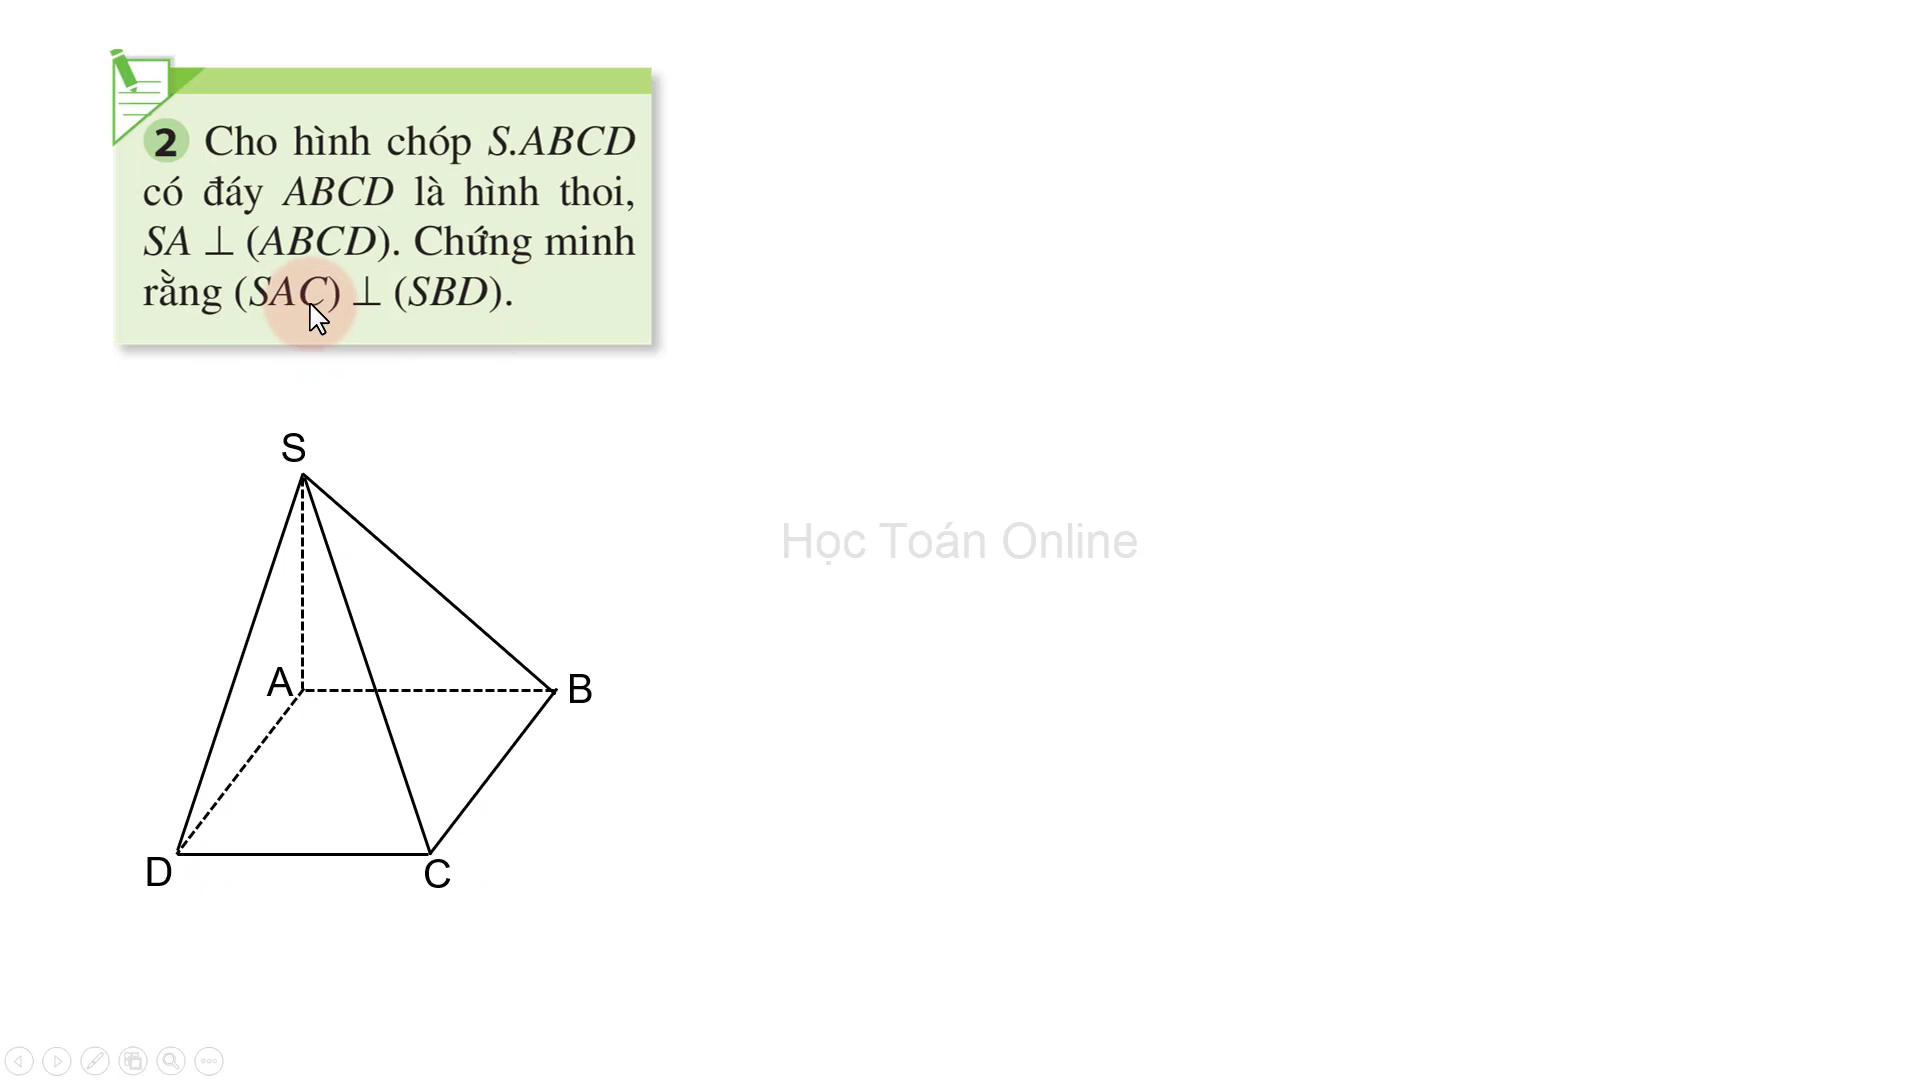 2 Cho hình chóp S.ABCD
có đáy ABCD là hình thoi,
SA ⊥ (ABCD). Chứng minh
rằng (SAC) ⊥ (SBD).
S
Học Toán Online
A
B
D
C